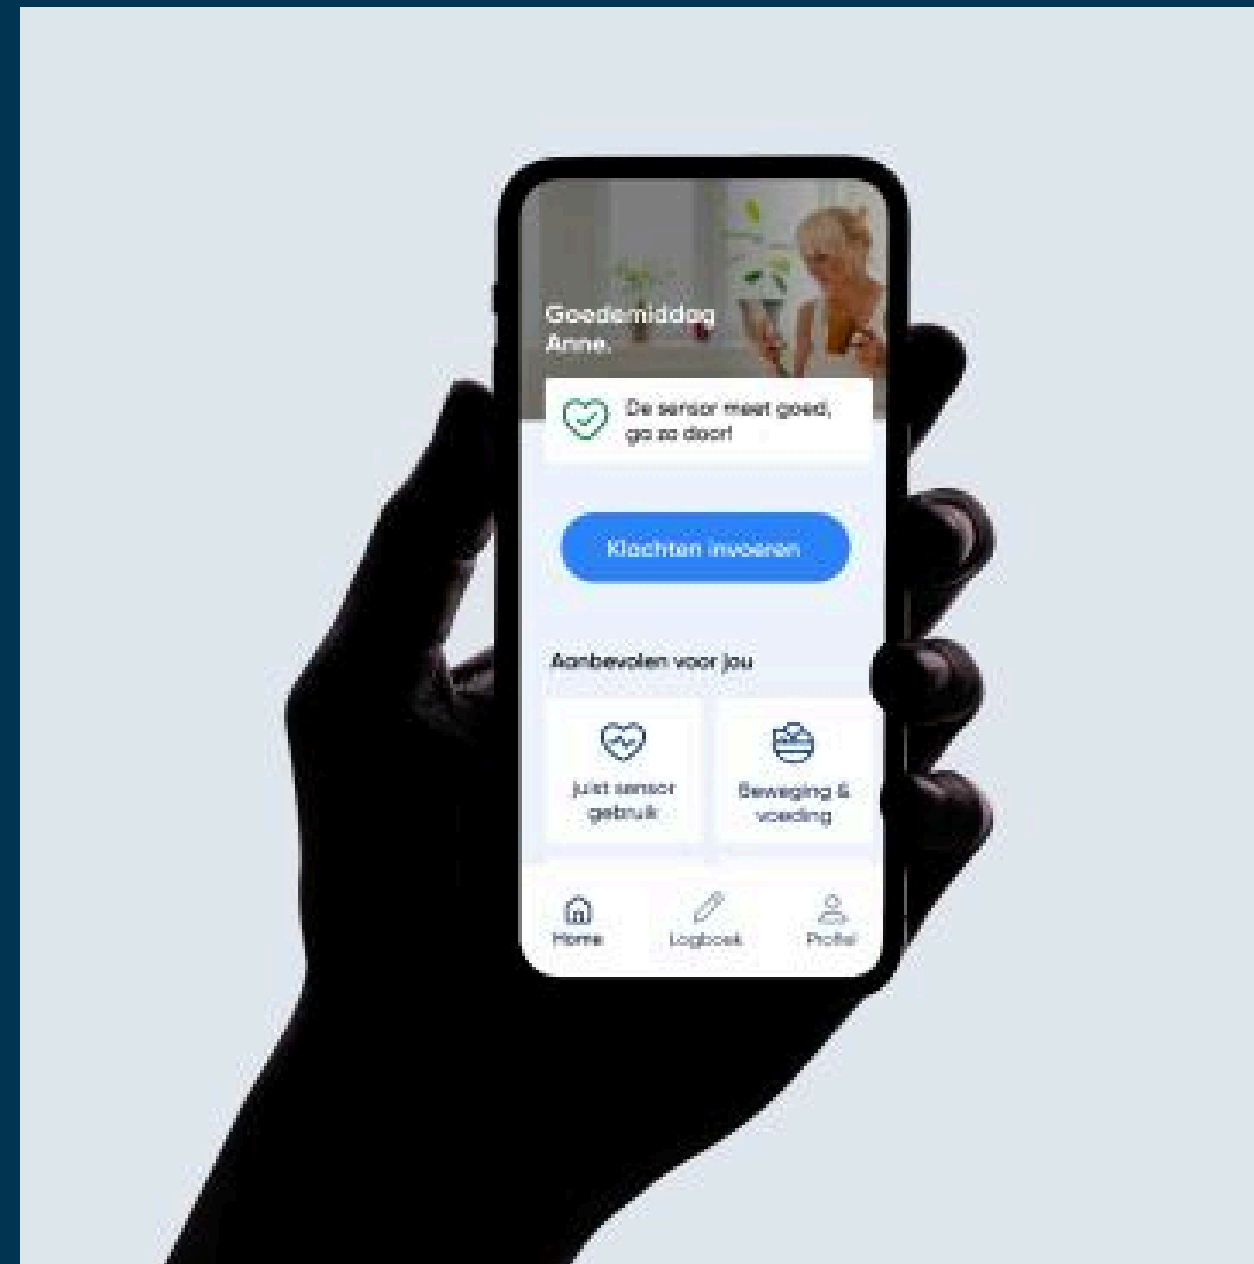 Goedemiddag
Anne.
De sensor meet goed,
ga zo door!
Klachten invoeren
Aanbevolen voor jou
Juist sensor
gebruik
Beweging &
voeding
Home
Logboek
Profiel